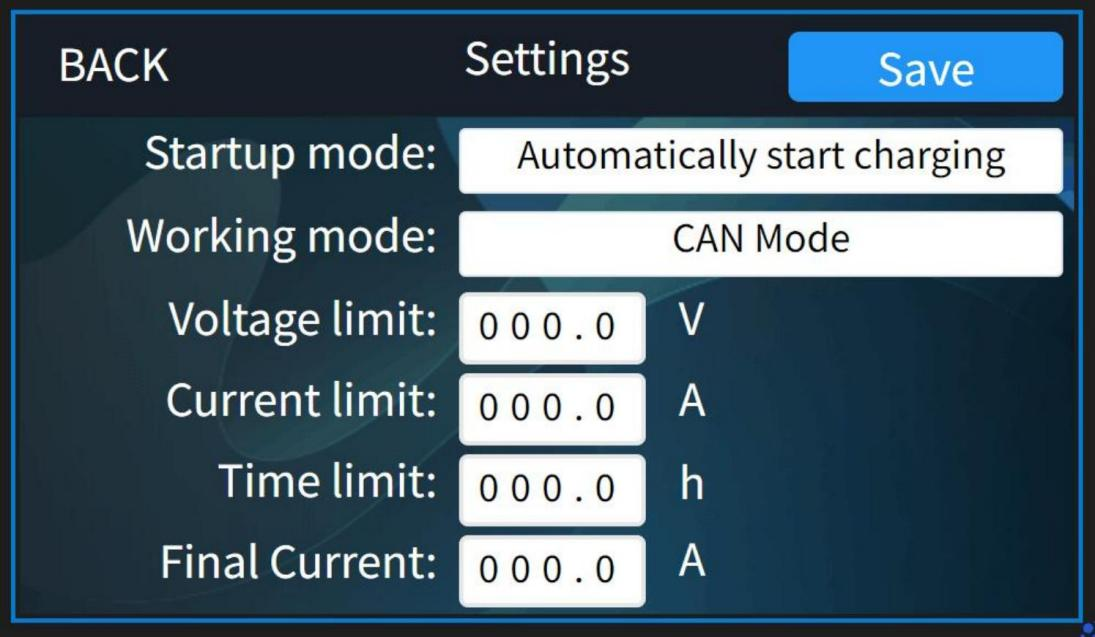 BACK Settings Save
Startup mode: Automatically start charging
Working mode: CAN Mode
Voltage limit: 000.0 V
Current limit: 000.0 A
Time limit: 000.0 h
Final Current: 000.0 A